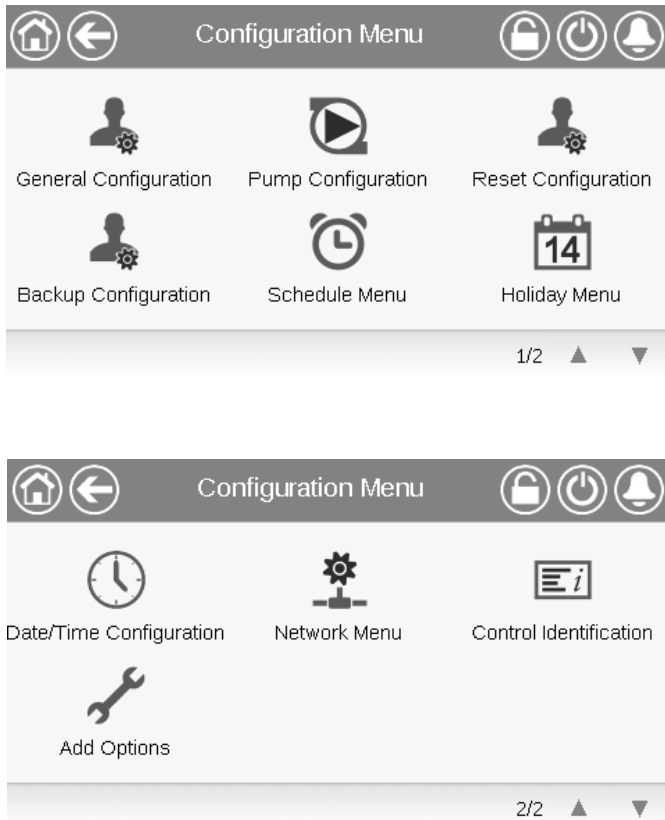 Configuration Menu
General Configuration Pump Configuration Reset Configuration
14
Backup Configuration Schedule Menu Holiday Menu
1/2
Configuration Menu
i
Date/Time Configuration Network Menu Control Identification
Add Options
2/2